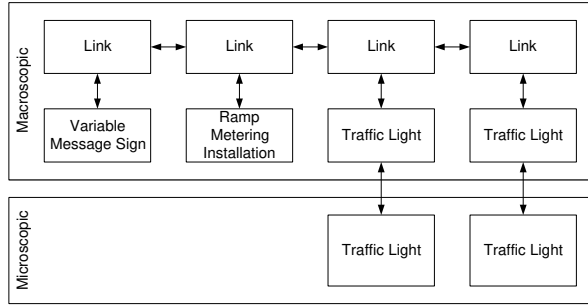 Macroscopic
Link
Link
Link
Link
Variable
Message Sign
Ramp
Metering
Installation
Traffic Light
Traffic Light
Microscopic
Traffic Light
Traffic Light